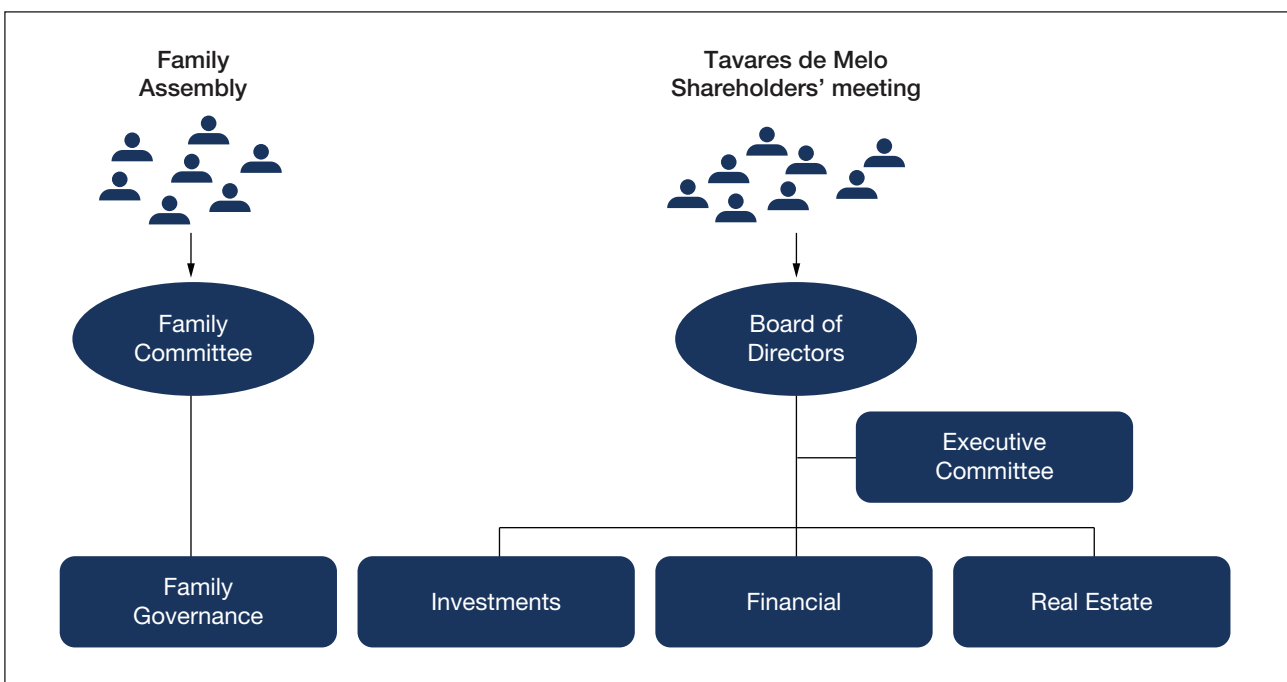 Family
Assembly
Tavares de Melo
Shareholders’ meeting
Family
Committee
Board of
Directors
Executive
Committee
Family
Governance
Investments
Financial
Real Estate